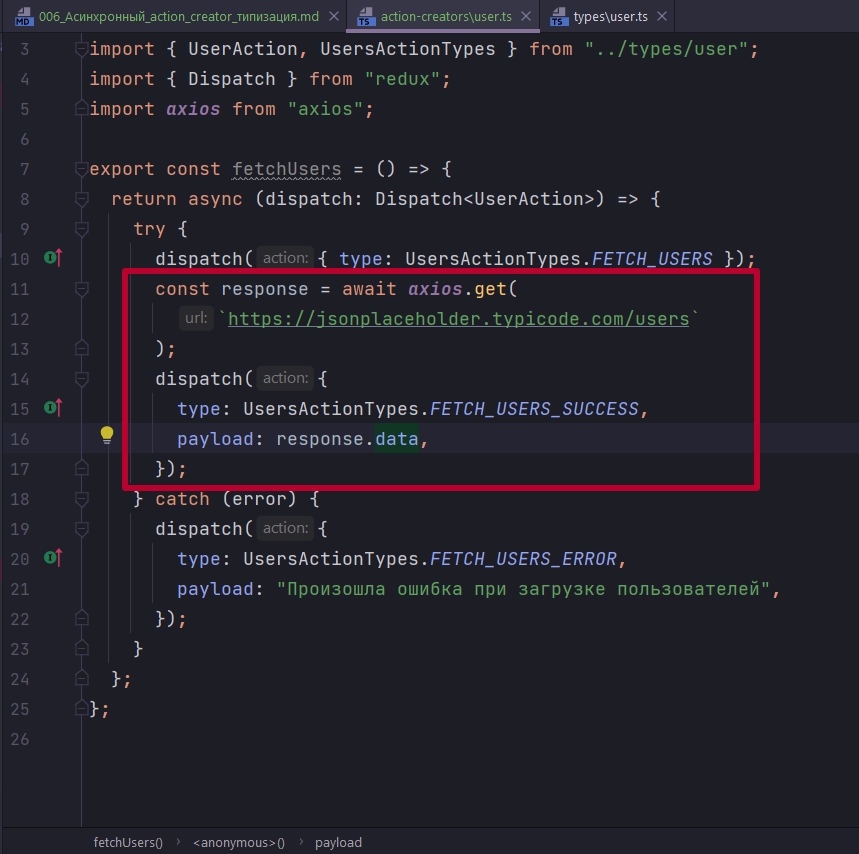 MD 006_Асинхронный_action_creator_типизация.md × TS action-creators\user.ts × TS types\user.ts ×
3 import { UserAction, UsersActionTypes } from "../types/user";
4 import { Dispatch } from "redux";
5 import axios from "axios";
6
7 export const fetchUsers = () => {
8 return async (dispatch: Dispatch<UserAction>) => {
9 try {
10 dispatch( action: { type: UsersActionTypes.FETCH_USERS });
11 const response = await axios.get(
12 url: `https://jsonplaceholder.typicode.com/users`
13 );
14 dispatch( action: {
15 type: UsersActionTypes.FETCH_USERS_SUCCESS,
16 payload: response.data,
17 });
18 } catch (error) {
19 dispatch( action: {
20 type: UsersActionTypes.FETCH_USERS_ERROR,
21 payload: "Произошла ошибка при загрузке пользователей",
22 });
23 }
24 };
25 };
26
fetchUsers() › <anonymous>() › payload